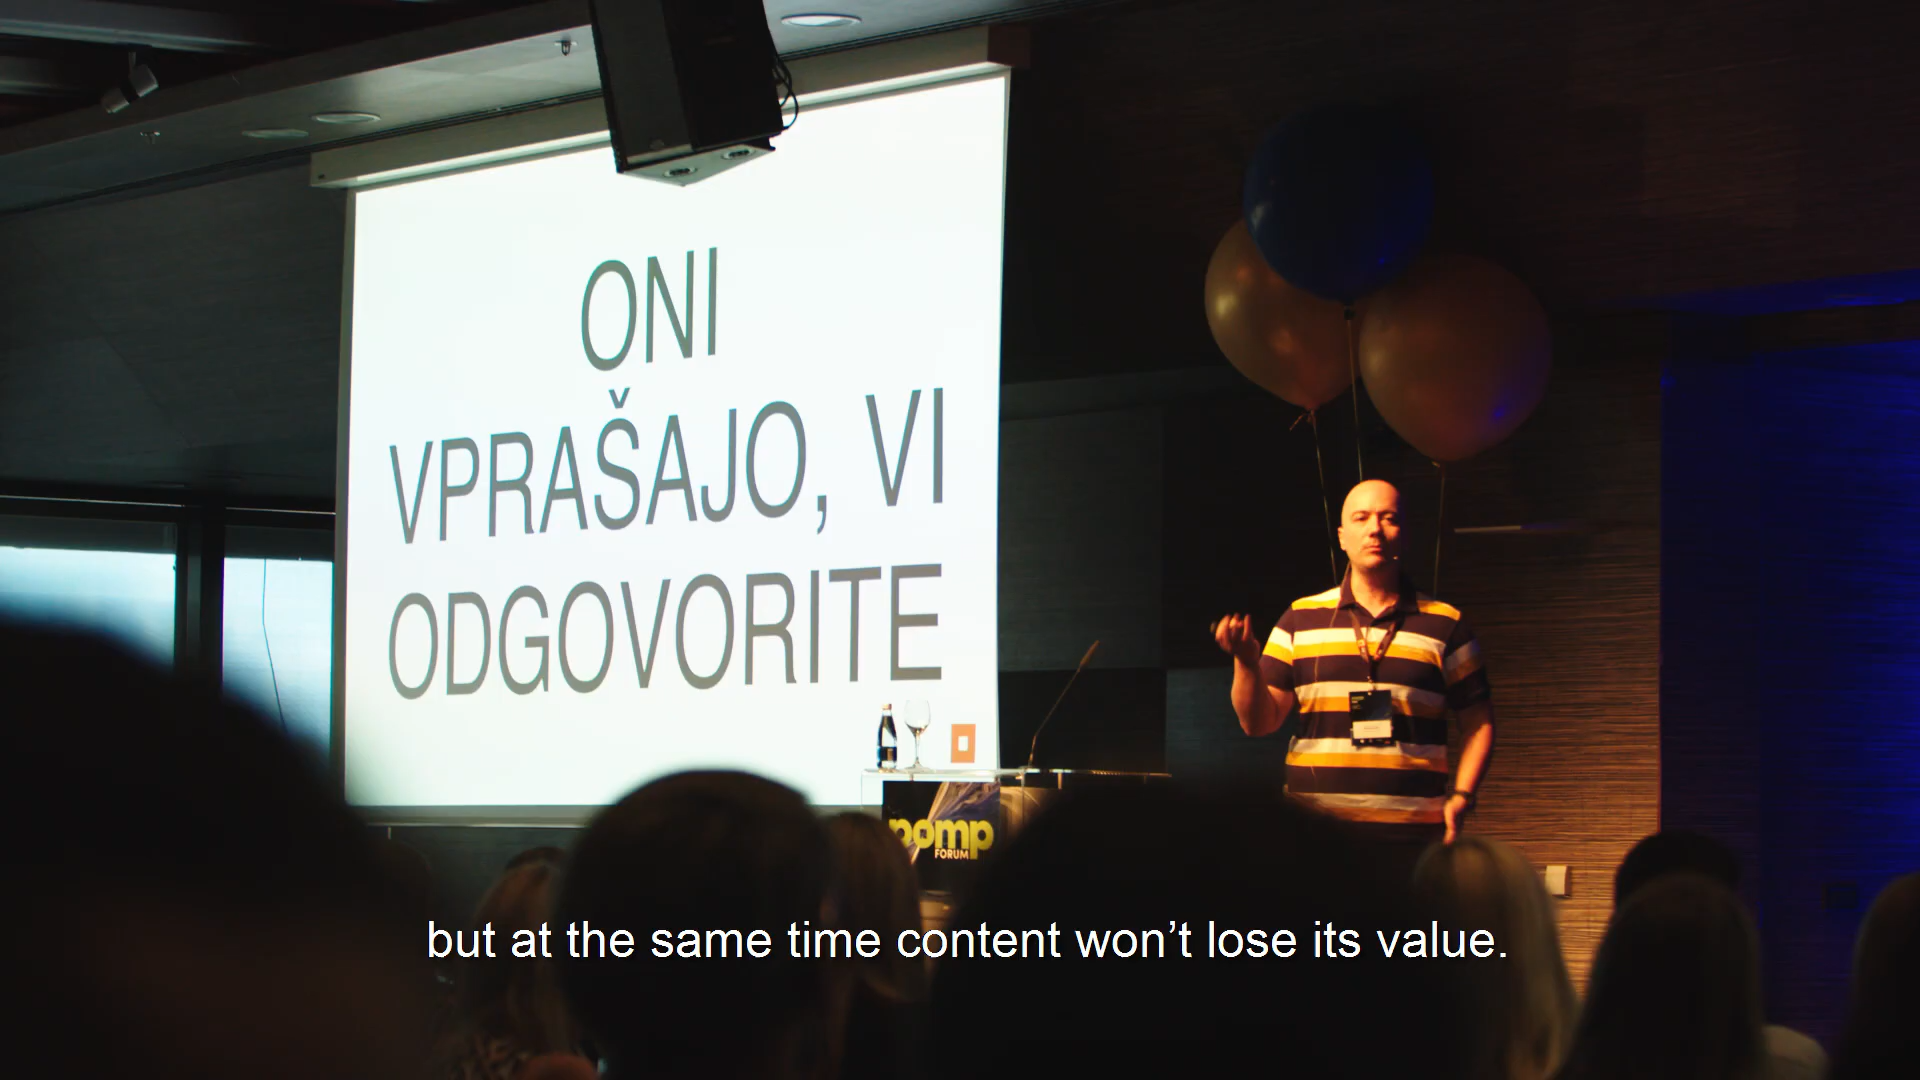 ONI
VPRAŠAJO, VI
ODGOVORITE
pomp
FORUM
but at the same time content won’t lose its value.